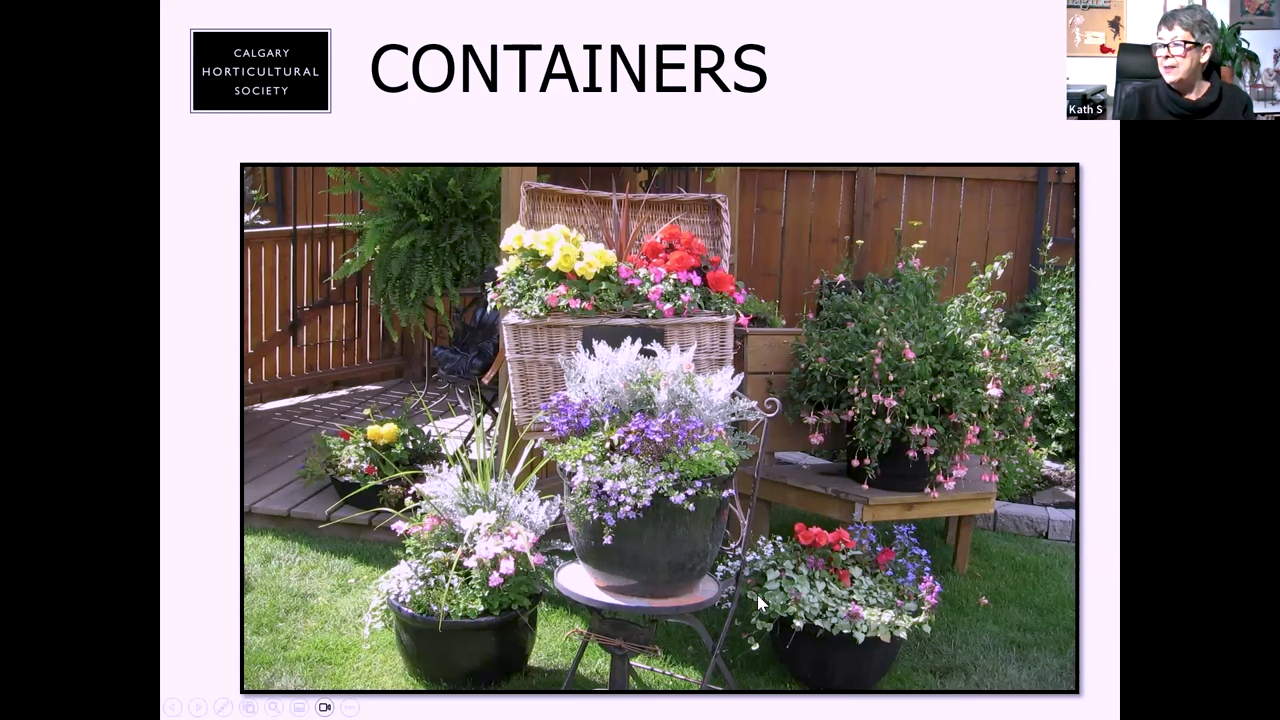 CALGARY
HORTICULTURAL
SOCIETY
CONTAINERS
Kath S